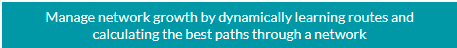 Manage network growth by dynamically learning routes and
calculating the best paths through a network